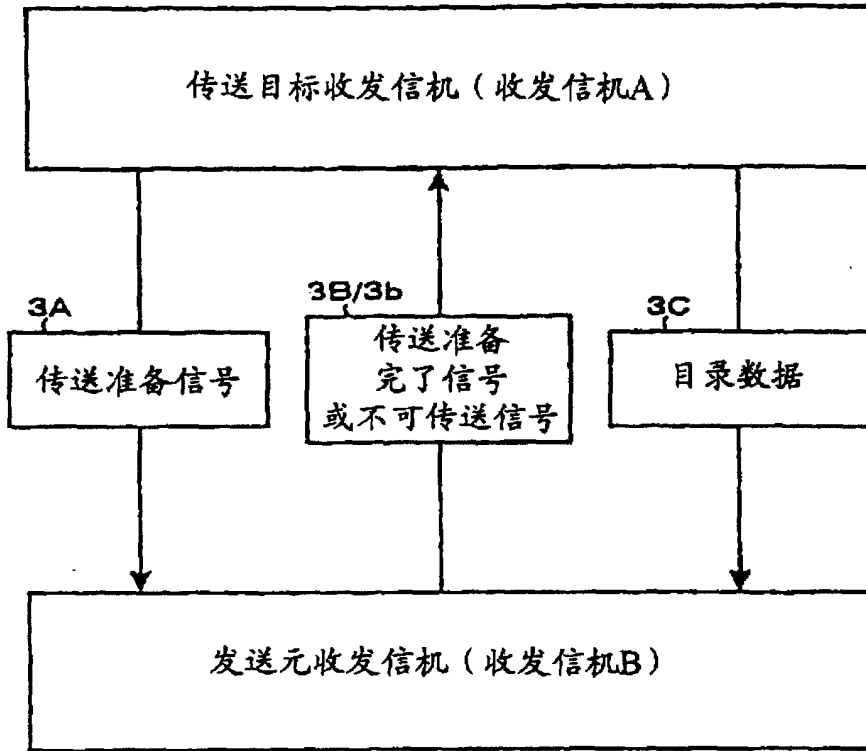 传送目标收发信机（收发信机A）
3A
传送准备信号
3B/3b
传送准备
完了信号
或不可传送信号
3C
目录数据
发送元收发信机（收发信机B）